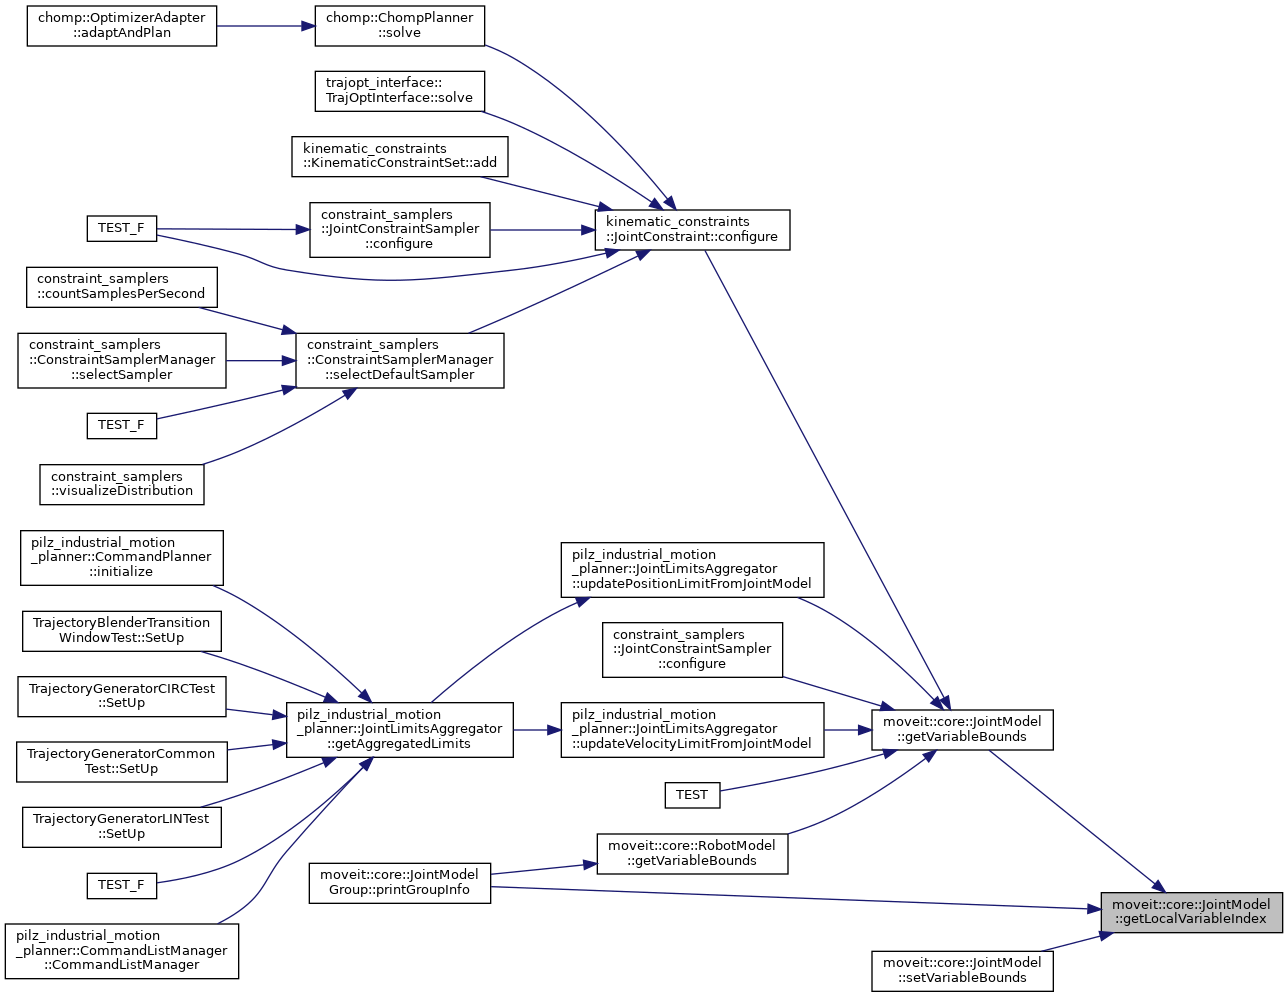 chomp::OptimizerAdapter
::adaptAndPlan
chomp::ChompPlanner
::solve
trajopt_interface::
TrajOptInterface::solve
kinematic_constraints
::KinematicConstraintSet::add
TEST_F
constraint_samplers
::JointConstraintSampler
::configure
kinematic_constraints
::JointConstraint::configure
constraint_samplers
::countSamplesPerSecond
constraint_samplers
::ConstraintSamplerManager
::selectSampler
constraint_samplers
::ConstraintSamplerManager
::selectDefaultSampler
TEST_F
constraint_samplers
::visualizeDistribution
pilz_industrial_motion
_planner::CommandPlanner
::initialize
pilz_industrial_motion
_planner::JointLimitsAggregator
::updatePositionLimitFromJointModel
TrajectoryBlenderTransition
WindowTest::SetUp
constraint_samplers
::JointConstraintSampler
::configure
TrajectoryGeneratorCIRCTest
::SetUp
pilz_industrial_motion
_planner::JointLimitsAggregator
::getAggregatedLimits
pilz_industrial_motion
_planner::JointLimitsAggregator
::updateVelocityLimitFromJointModel
moveit::core::JointModel
::getVariableBounds
TrajectoryGeneratorCommon
Test::SetUp
TEST
TrajectoryGeneratorLINTest
::SetUp
moveit::core::RobotModel
::getVariableBounds
TEST_F
moveit::core::JointModel
Group::printGroupInfo
moveit::core::JointModel
::getLocalVariableIndex
pilz_industrial_motion
_planner::CommandListManager
::CommandListManager
moveit::core::JointModel
::setVariableBounds